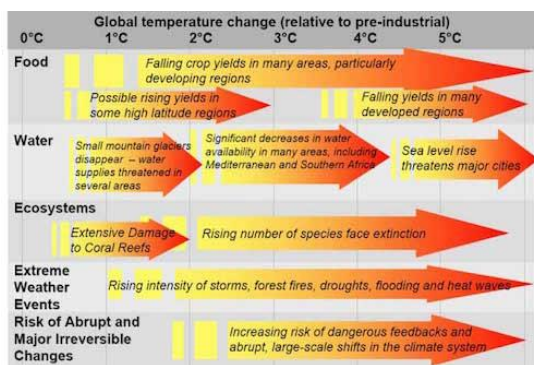 Global temperature change (relative to pre-industrial)
0°C 1°C 2°C 3°C 4°C 5°C
Food
Falling crop yields in many areas, particularly
developing regions
Possible rising yields in
some high latitude regions
Falling yields in many
developed regions
Water
Small mountain glaciers
disappear – water
supplies threatened in
several areas
Significant decreases in water
availability in many areas, including
Mediterranean and Southern Africa
Sea level rise
threatens major cities
Ecosystems
Extensive Damage
to Coral Reefs
Rising number of species face extinction
Extreme
Weather
Events
Rising intensity of storms, forest fires, droughts, flooding and heat waves
Risk of Abrupt and
Major Irreversible
Changes
Increasing risk of dangerous feedbacks and
abrupt, large-scale shifts in the climate system